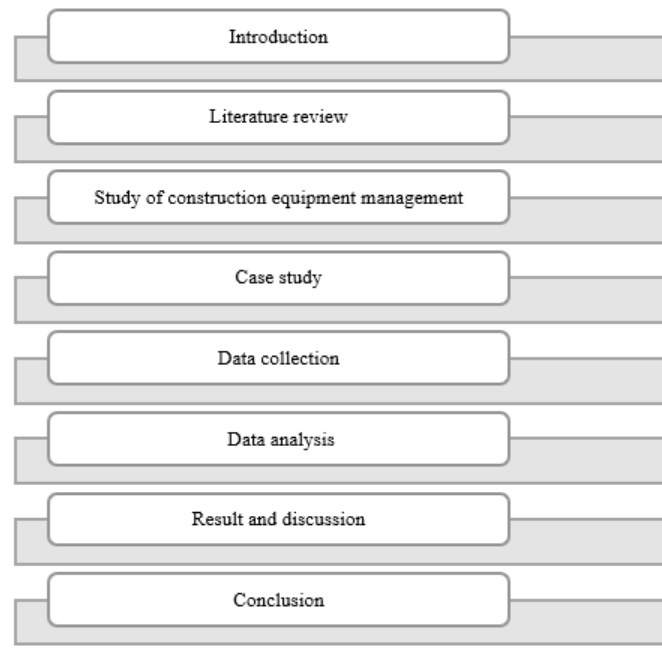 Introduction
Literature review
Study of construction equipment management
Case study
Data collection
Data analysis
Result and discussion
Conclusion